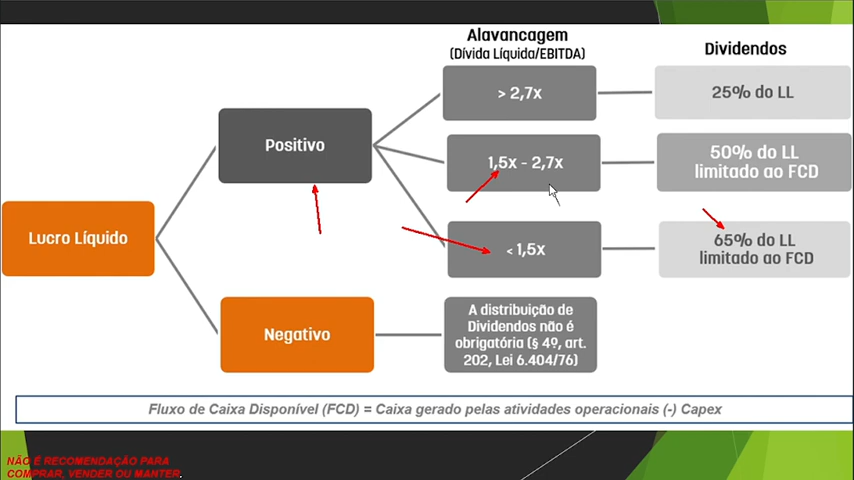 Alavancagem
(Dívida Líquida/EBITDA)
Dividendos
> 2,7x
25% do LL
Positivo
1,5x - 2,7x
50% do LL
limitado ao FCD
Lucro Líquido
< 1,5x
65% do LL
limitado ao FCD
Negativo
A distribuição de
Dividendos não é
obrigatória (§ 4º, art.
202, Lei 6.404/76)
Fluxo de Caixa Disponível (FCD) = Caixa gerado pelas atividades operacionais (-) Capex
NÃO É RECOMENDAÇÃO PARA
COMPRAR, VENDER OU MANTER.